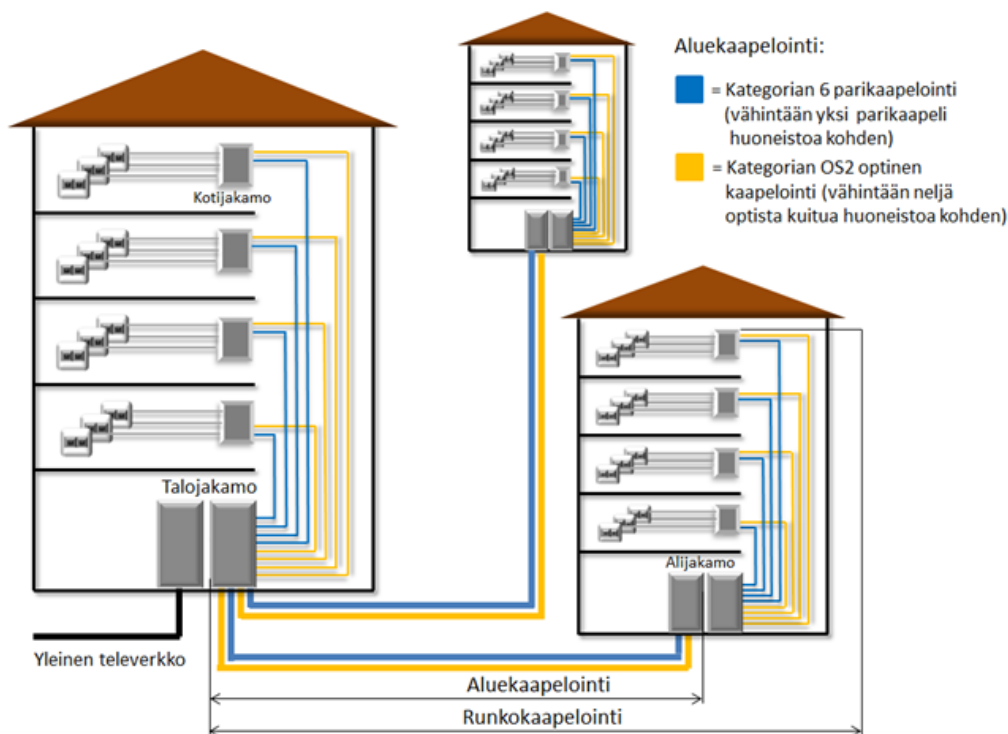 Aluekaapelointi:
= Kategorian 6 parikaapelointi
(vähintään yksi parikaapeli
huoneistoa kohden)
= Kategorian OS2 optinen
kaapelointi (vähintään neljä
optista kuitua huoneistoa kohden)
Kotijakamo
Talojakamo
Alijakamo
Yleinen televerkko
Aluekaapelointi
Runkokaapelointi